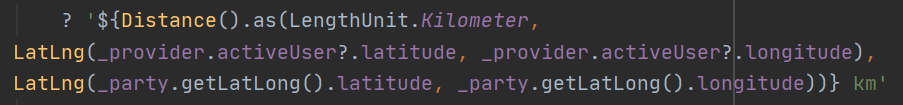 ? '${Distance().as(LengthUnit.Kilometer,
LatLng(_provider.activeUser?.latitude, _provider.activeUser?.longitude),
LatLng(_party.getLatLong().latitude, _party.getLatLong().longitude))} km'